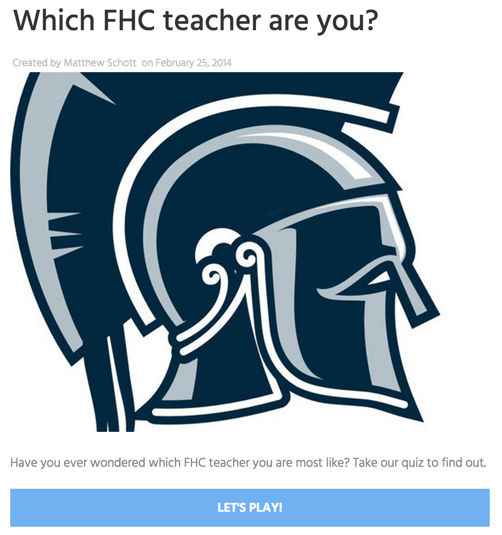 Which FHC teacher are you?
Created by Matthew Schott on February 25, 2014
Have you ever wondered which FHC teacher you are most like? Take our quiz to find out.
LET'S PLAY!